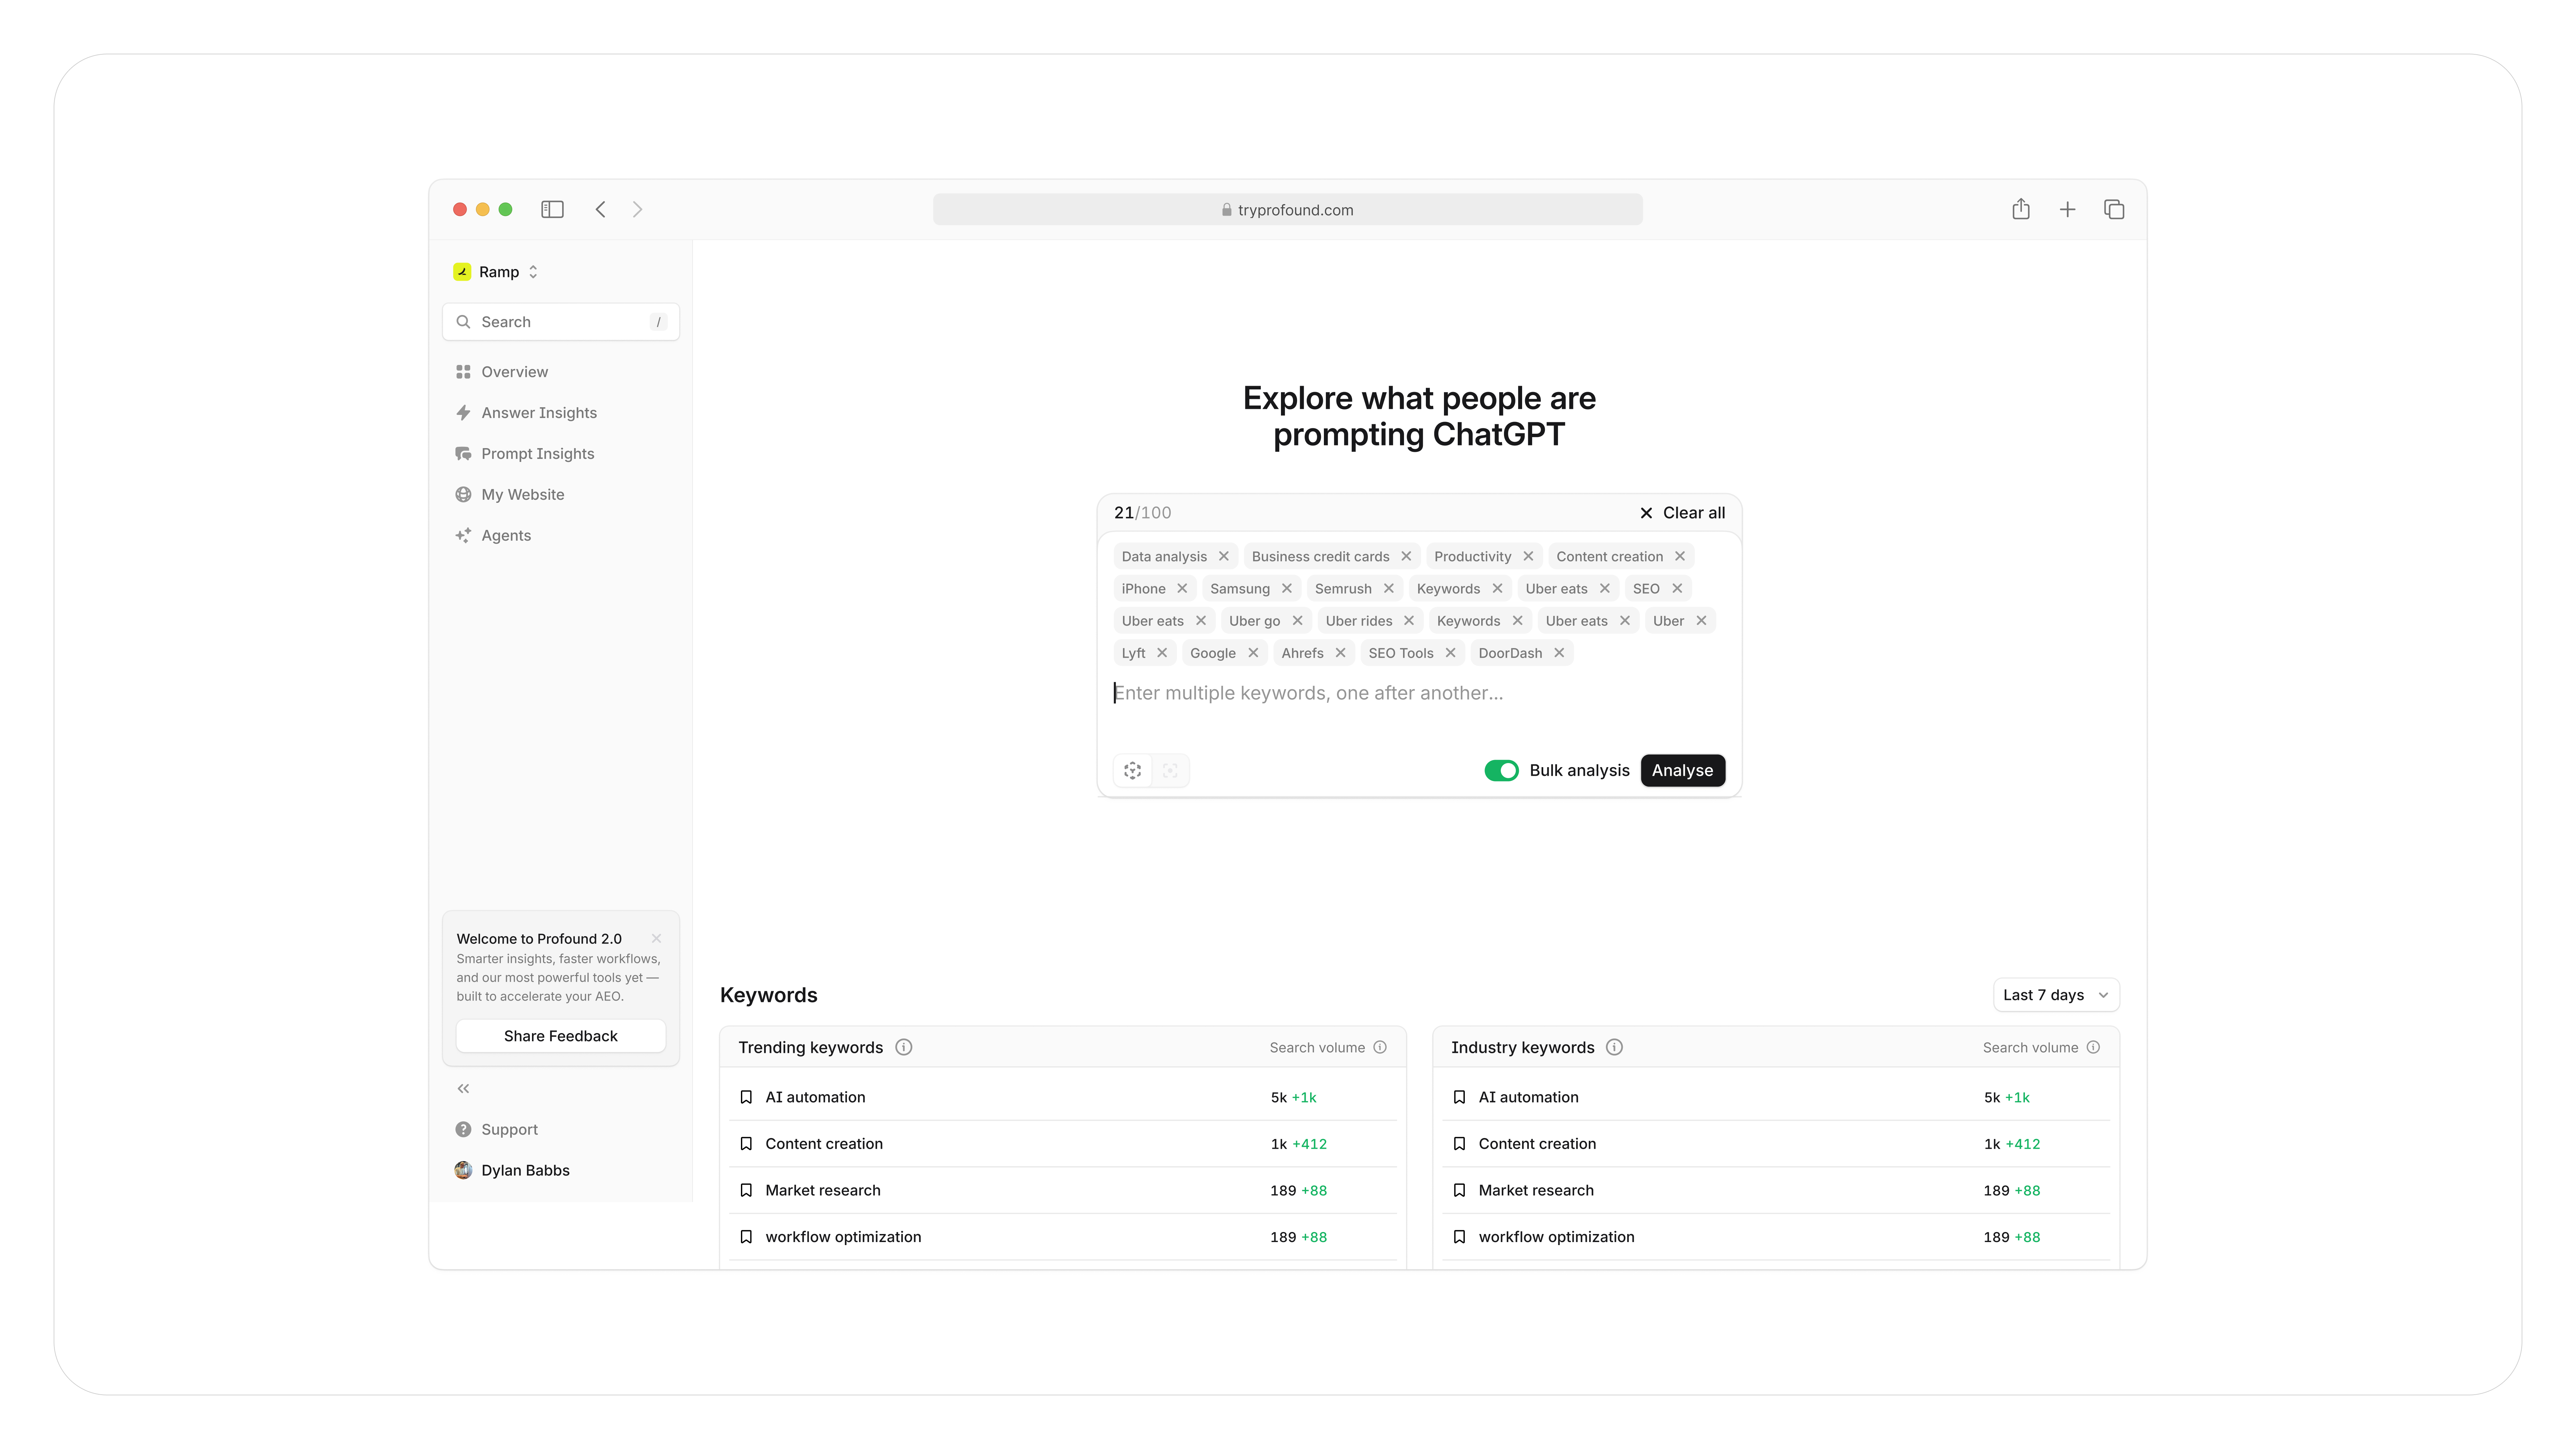 tryprofound.com
Ramp
Search /
Overview
Answer Insights
Prompt Insights
My Website
Agents
Welcome to Profound 2.0
Smarter insights, faster workflows,
and our most powerful tools yet —
built to accelerate your AEO.
Share Feedback
Support
Dylan Babbs
Explore what people are
prompting ChatGPT
21/100 Clear all
Data analysis Business credit cards Productivity Content creation
iPhone Samsung Semrush Keywords Uber eats SEO
Uber eats Uber go Uber rides Keywords Uber eats Uber
Lyft Google Ahrefs SEO Tools DoorDash
Enter multiple keywords, one after another...
Bulk analysis Analyse
Keywords Last 7 days
Trending keywords Search volume
AI automation 5k +1k
Content creation 1k +412
Market research 189 +88
workflow optimization 189 +88
Industry keywords Search volume
AI automation 5k +1k
Content creation 1k +412
Market research 189 +88
workflow optimization 189 +88